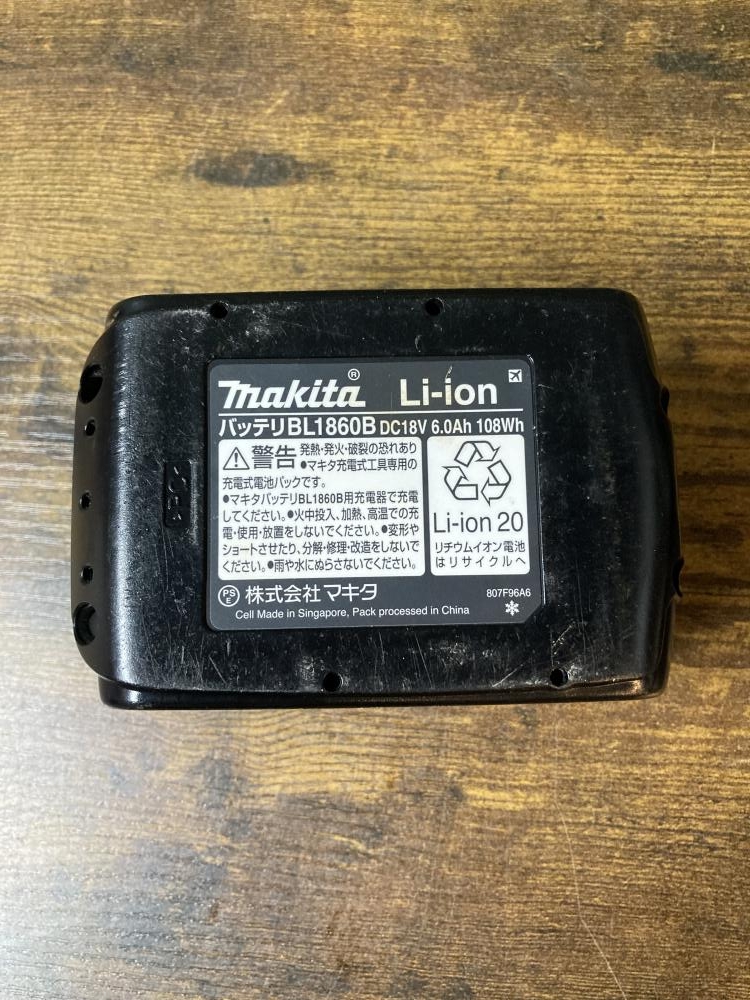 makita® Li-ion
バッテリBL1860B DC18V 6.0Ah 108Wh
警告 発熱・発火・破裂の恐れあり
●マキタ充電式工具専用の
充電式電池パックです。
●マキタバッテリBL1860B用充電器で充電
してください。●火中投入、加熱、高温での充
電・使用・放置をしないでください。●変形や
ショートさせたり、分解・修理・改造をしないで
ください。●雨や水にぬらさないでください。
Li-ion 20
リチウムイオン電池
はリサイクルへ
PSE 株式会社マキタ 807F96A6
Cell Made in Singapore, Pack processed in China